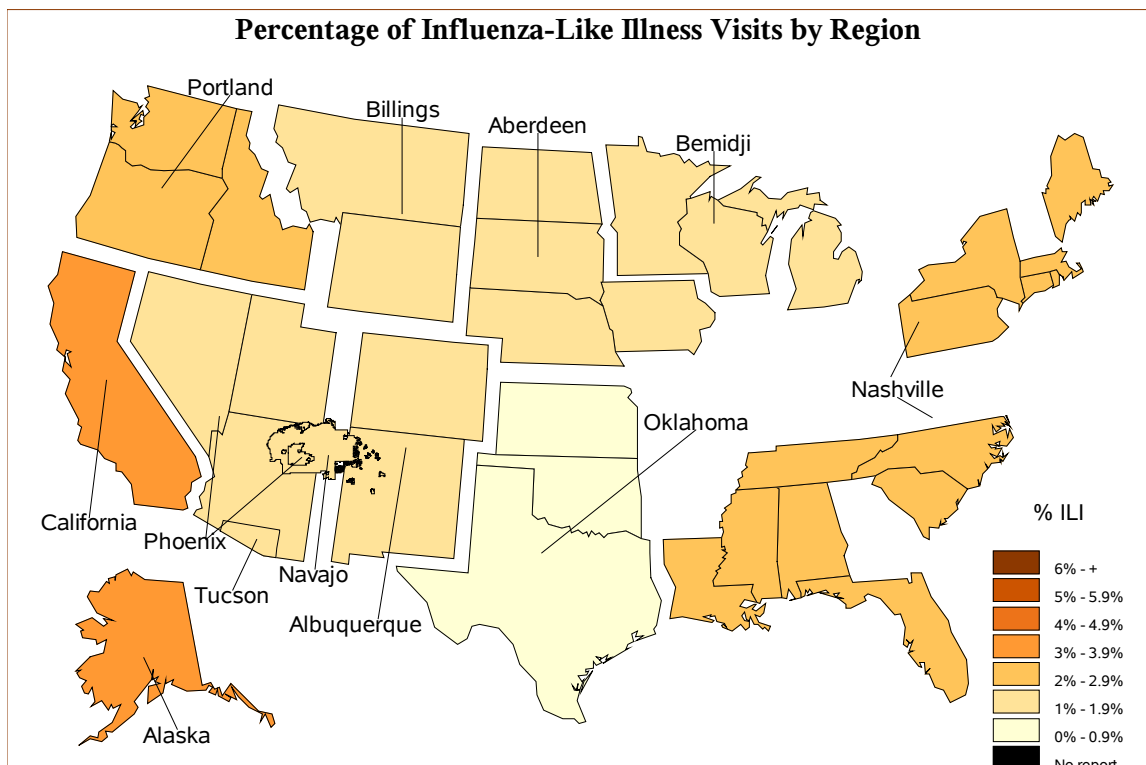 Percentage of Influenza-Like Illness Visits by Region
Portland
Billings
Aberdeen
Bemidji
Nashville
Oklahoma
California
Phoenix
Tucson
Navajo
Albuquerque
Alaska
% ILI
6% - +
5% - 5.9%
4% - 4.9%
3% - 3.9%
2% - 2.9%
1% - 1.9%
0% - 0.9%
No report